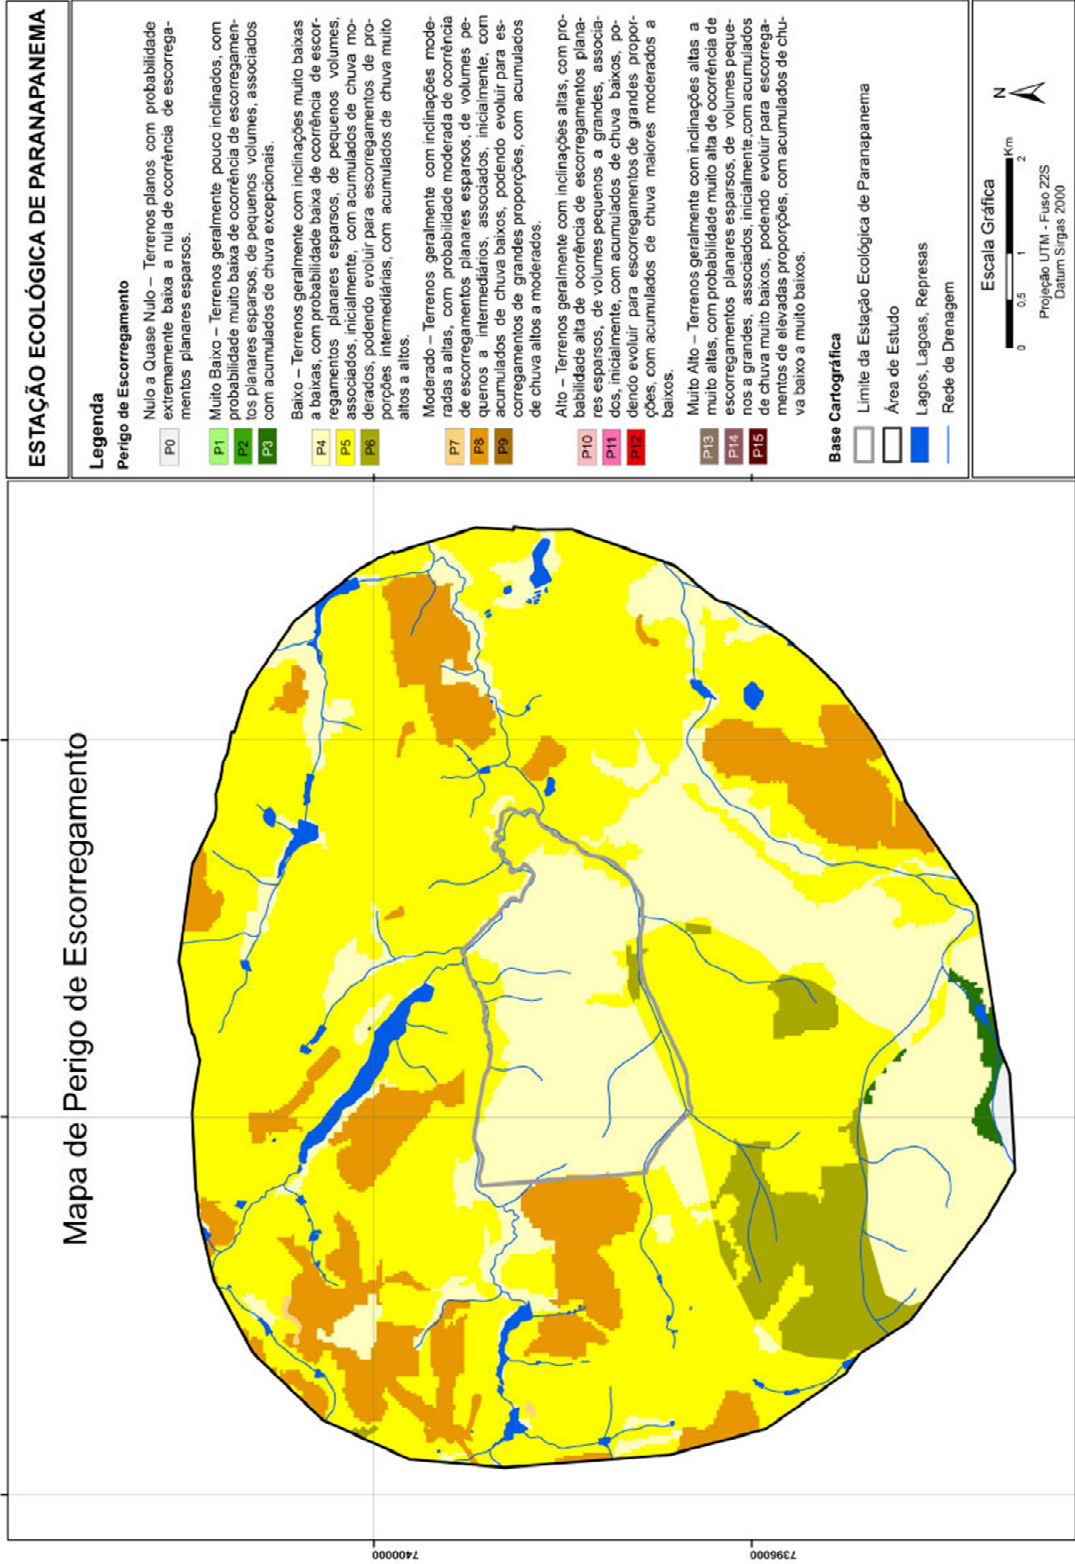 Mapa de Perigo de Escorregamento
7400000
7396000
ESTAÇÃO ECOLÓGICA DE PARANAPANEMA
Legenda
Perigo de Escorregamento
P0
Nulo a Quase Nulo – Terrenos planos com probabilidade
extremamente baixa a nula de ocorrência de escorrega-
mentos planares esparsos.
P1
P2
P3
Muito Baixo – Terrenos geralmente pouco inclinados, com
probabilidade muito baixa de ocorrência de escorregamen-
tos planares esparsos, de pequenos volumes, associados
com acumulados de chuva excepcionais.
P4
P5
P6
Baixo – Terrenos geralmente com inclinações muito baixas
a baixas, com probabilidade baixa de ocorrência de escor-
regamentos planares esparsos, de pequenos volumes,
associados, inicialmente, com acumulados de chuva mo-
derados, podendo evoluir para escorregamentos de pro-
porções intermediárias, com acumulados de chuva muito
altos a altos.
P7
P8
P9
Moderado – Terrenos geralmente com inclinações mode-
radas a altas, com probabilidade moderada de ocorrência
de escorregamentos planares esparsos, de volumes pe-
quenos a intermediários, associados, inicialmente, com
acumulados de chuva baixos, podendo evoluir para es-
corregamentos de grandes proporções, com acumulados
de chuva altos a moderados.
P10
P11
P12
Alto – Terrenos geralmente com inclinações altas, com pro-
babilidade alta de ocorrência de escorregamentos plana-
res esparsos, de volumes pequenos a grandes, associa-
dos, inicialmente, com acumulados de chuva baixos, po-
dendo evoluir para escorregamentos de grandes propor-
ções, com acumulados de chuva maiores moderados a
baixos.
P13
P14
P15
Muito Alto – Terrenos geralmente com inclinações altas a
muito altas, com probabilidade muito alta de ocorrência de
escorregamentos planares esparsos, de volumes peque-
nos a grandes, associados, inicialmente,com acumulados
de chuva muito baixos, podendo evoluir para escorrega-
mentos de elevadas proporções, com acumulados de chu-
va baixo a muito baixos.
Base Cartográfica
Limite da Estação Ecológica de Paranapanema
Área de Estudo
Lagos, Lagoas, Represas
Rede de Drenagem
Escala Gráfica
N
0 0.5 1 2 Km
Projeção UTM - Fuso 22S
Datum Sirgas 2000